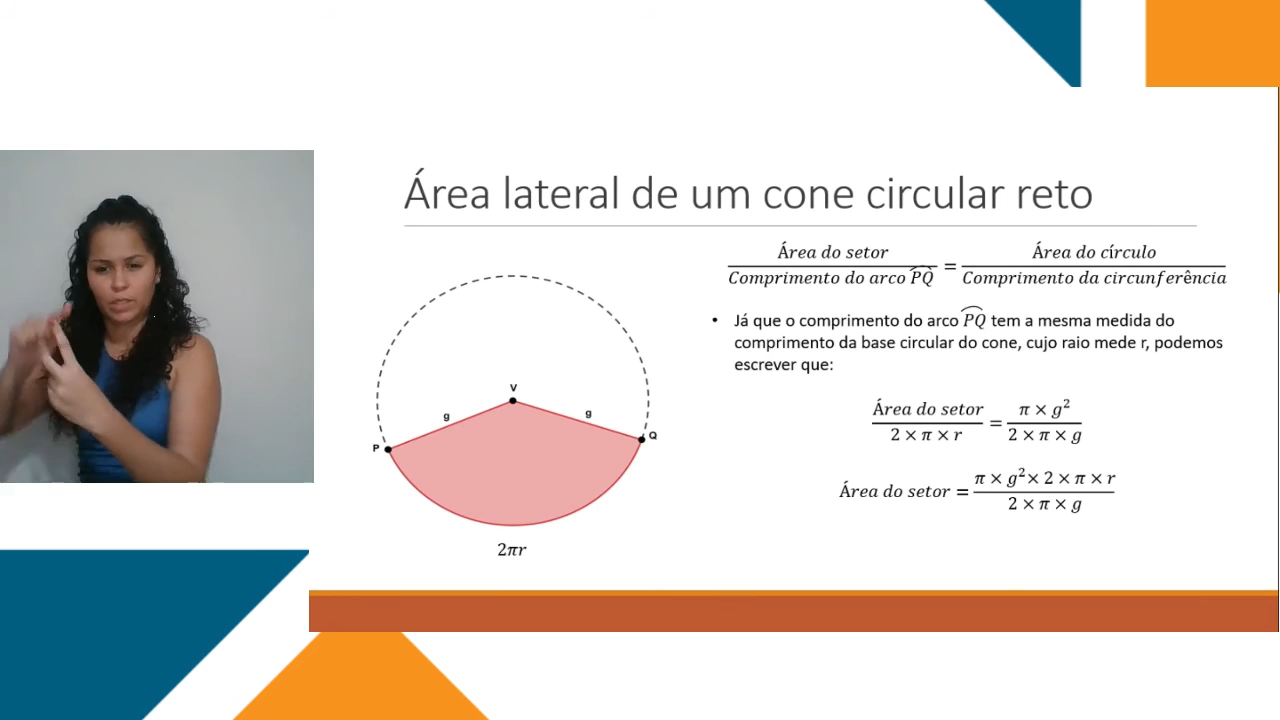 Área lateral de um cone circular reto
Área do setor / Comprimento do arco PQ = Área do círculo / Comprimento da circunferência
• Já que o comprimento do arco PQ tem a mesma medida do
comprimento da base circular do cone, cujo raio mede r, podemos
escrever que:
Área do setor / 2 × π × r = π × g² / 2 × π × g
Área do setor = π × g² × 2 × π × r / 2 × π × g
V
g
g
P
Q
2πr